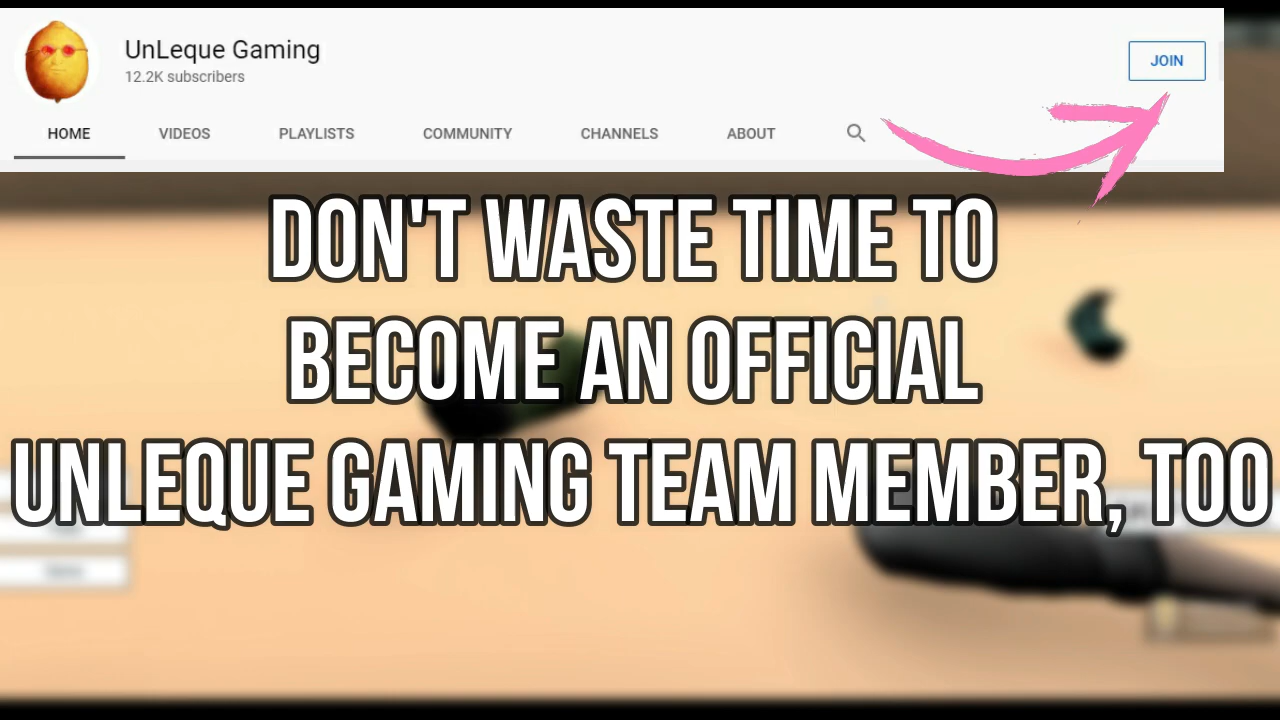 UnLeque Gaming
12.2K subscribers
JOIN
HOME VIDEOS PLAYLISTS COMMUNITY CHANNELS ABOUT
DON'T WASTE TIME TO
BECOME AN OFFICIAL
UNLEQUE GAMING TEAM MEMBER, TOO